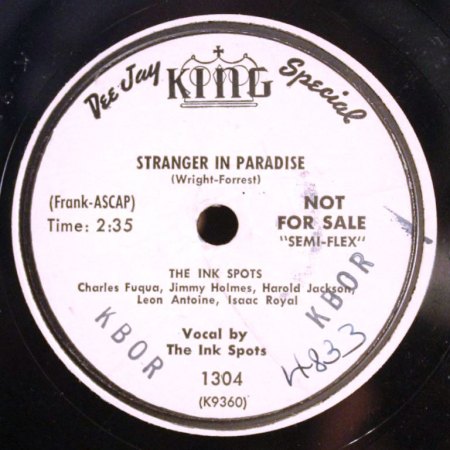 Dee Jay KING Special
STRANGER IN PARADISE
(Wright-Forrest)
(Frank-ASCAP)
Time: 2:35
NOT
FOR SALE
"SEMI-FLEX"
THE INK SPOTS
Charles Fuqua, Jimmy Holmes, Harold Jackson,
Leon Antoine, Isaac Royal
KBOR
KBOR
4833
Vocal by
The Ink Spots
1304
(K9360)